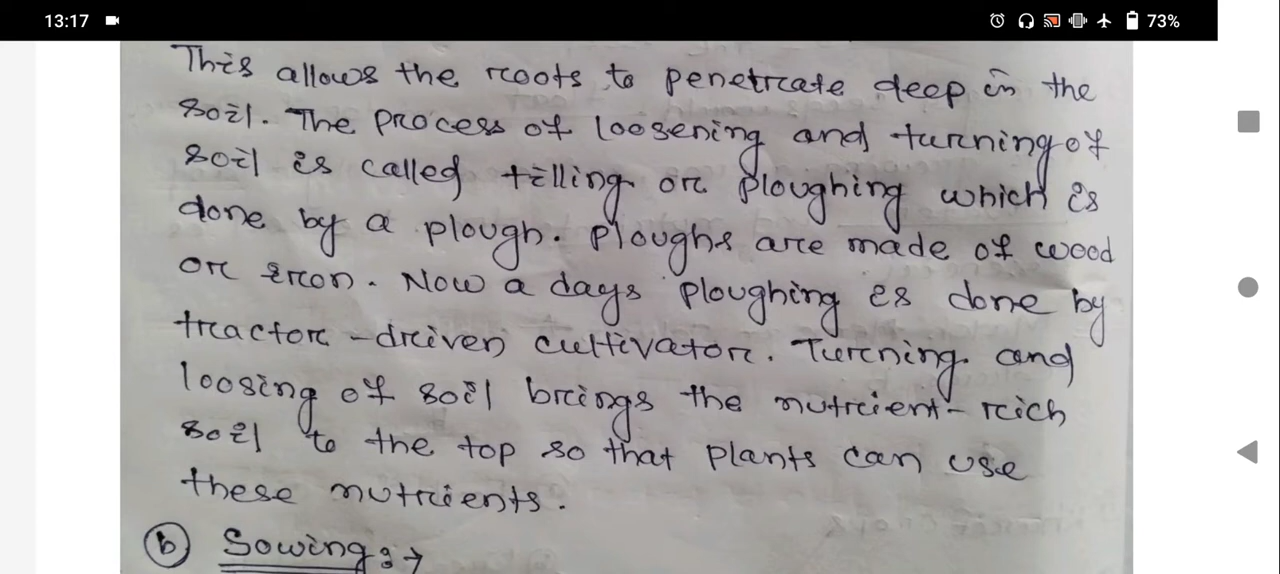 13:17 73%
This allows the roots to penetrate deep in the
soil. The process of loosening and turning of
soil is called tilling or ploughing which is
done by a plough. Ploughs are made of wood
or iron. Now a days ploughing is done by
tractor-driven cultivator. Turning and
loosing of soil brings the nutrient-rich
soil to the top so that plants can use
these nutrients.
(b) Sowing:→